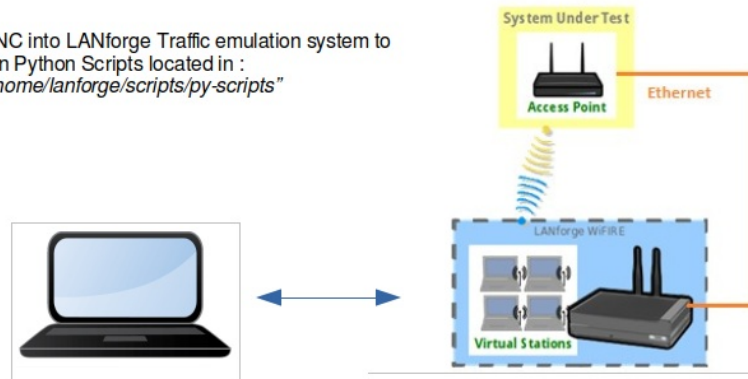 NC into LANforge Traffic emulation system to
n Python Scripts located in :
home/lanforge/scripts/py-scripts”
System Under Test
Access Point
Ethernet
LANforge WiFIRE
Virtual Stations